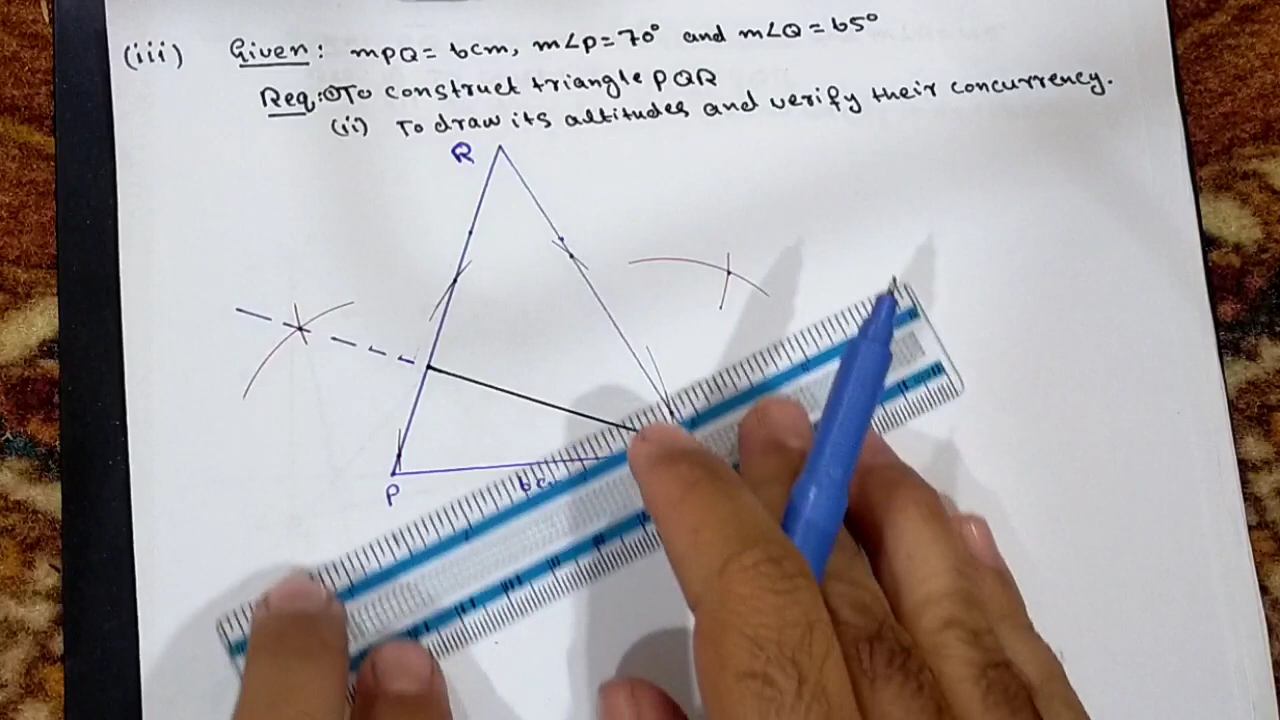 (iii) Given: mPQ = 6cm, m∠P = 70° and m∠Q = 65°
Req: (i) To construct triangle PQR
(ii) To draw its altitudes and verify their concurrency.
R
P